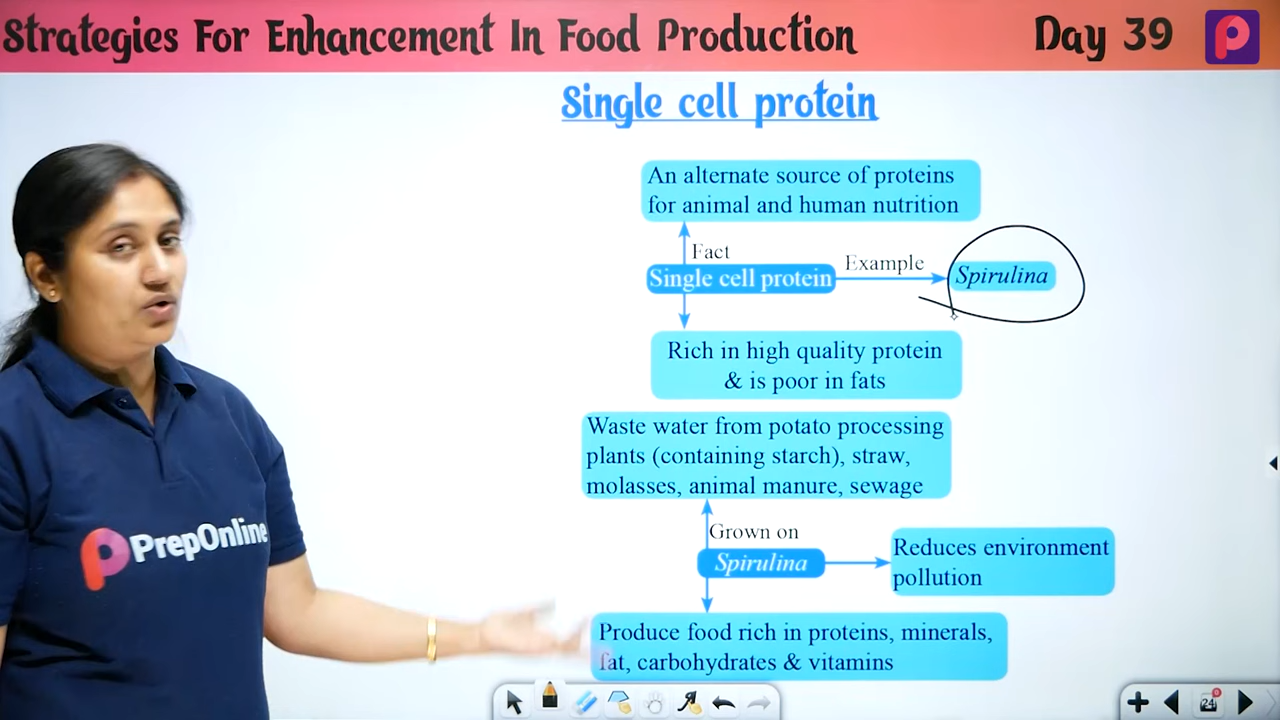 Strategies For Enhancement In Food Production
Day 39
Single cell protein
An alternate source of proteins
for animal and human nutrition
Fact
Single cell protein
Example
Spirulina
Rich in high quality protein
& is poor in fats
Waste water from potato processing
plants (containing starch), straw,
molasses, animal manure, sewage
Grown on
Spirulina
Reduces environment
pollution
Produce food rich in proteins, minerals,
fat, carbohydrates & vitamins
PrepOnline
24